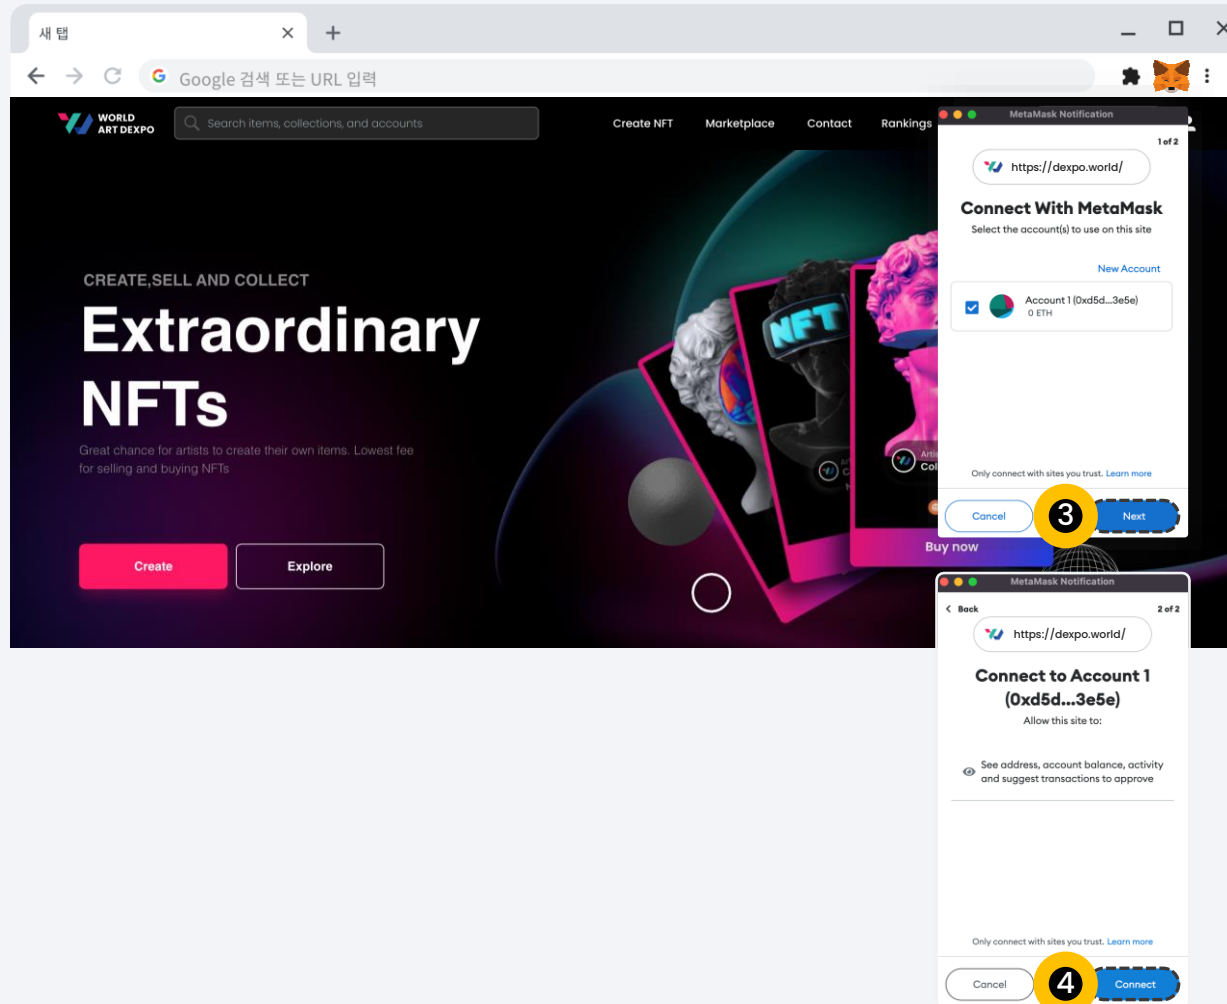 새 탭
Google 검색 또는 URL 입력
WORLD
ART DEXPO
Search items, collections, and accounts
Create NFT
Marketplace
Contact
Rankings
CREATE,SELL AND COLLECT
Extraordinary
NFTs
Great chance for artists to create their own items. Lowest fee
for selling and buying NFTs
Create
Explore
NFT
Buy now
MetaMask Notification
1 of 2
https://dexpo.world/
Connect With MetaMask
Select the account(s) to use on this site
New Account
Account 1 (0xd5d...3e5e)
0 ETH
Only connect with sites you trust. Learn more
Cancel
3
Next
MetaMask Notification
Back
2 of 2
https://dexpo.world/
Connect to Account 1
(0xd5d...3e5e)
Allow this site to:
See address, account balance, activity
and suggest transactions to approve
Only connect with sites you trust. Learn more
Cancel
4
Connect